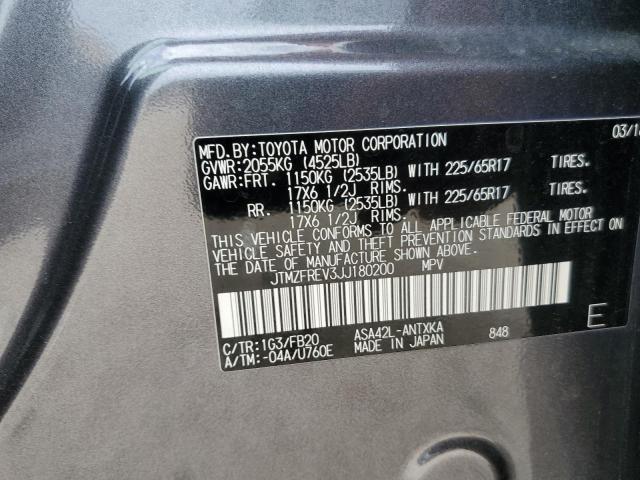 03/1
MFD. BY: TOYOTA MOTOR CORPORATION
GVWR: 2055KG (4525LB)
GAWR: FRT. 1150KG (2535LB) WITH 225/65R17 TIRES.
17X6 1/2J RIMS.
RR. 1150KG (2535LB) WITH 225/65R17 TIRES.
17X6 1/2J RIMS.
THIS VEHICLE CONFORMS TO ALL APPLICABLE FEDERAL MOTOR
VEHICLE SAFETY AND THEFT PREVENTION STANDARDS IN EFFECT ON
THE DATE OF MANUFACTURE SHOWN ABOVE.
JTMZFREV3JJ180200 MPV
C/TR: 1G3/FB20 ASA42L-ANTXKA 848 E
A/TM: -04A/U760E MADE IN JAPAN